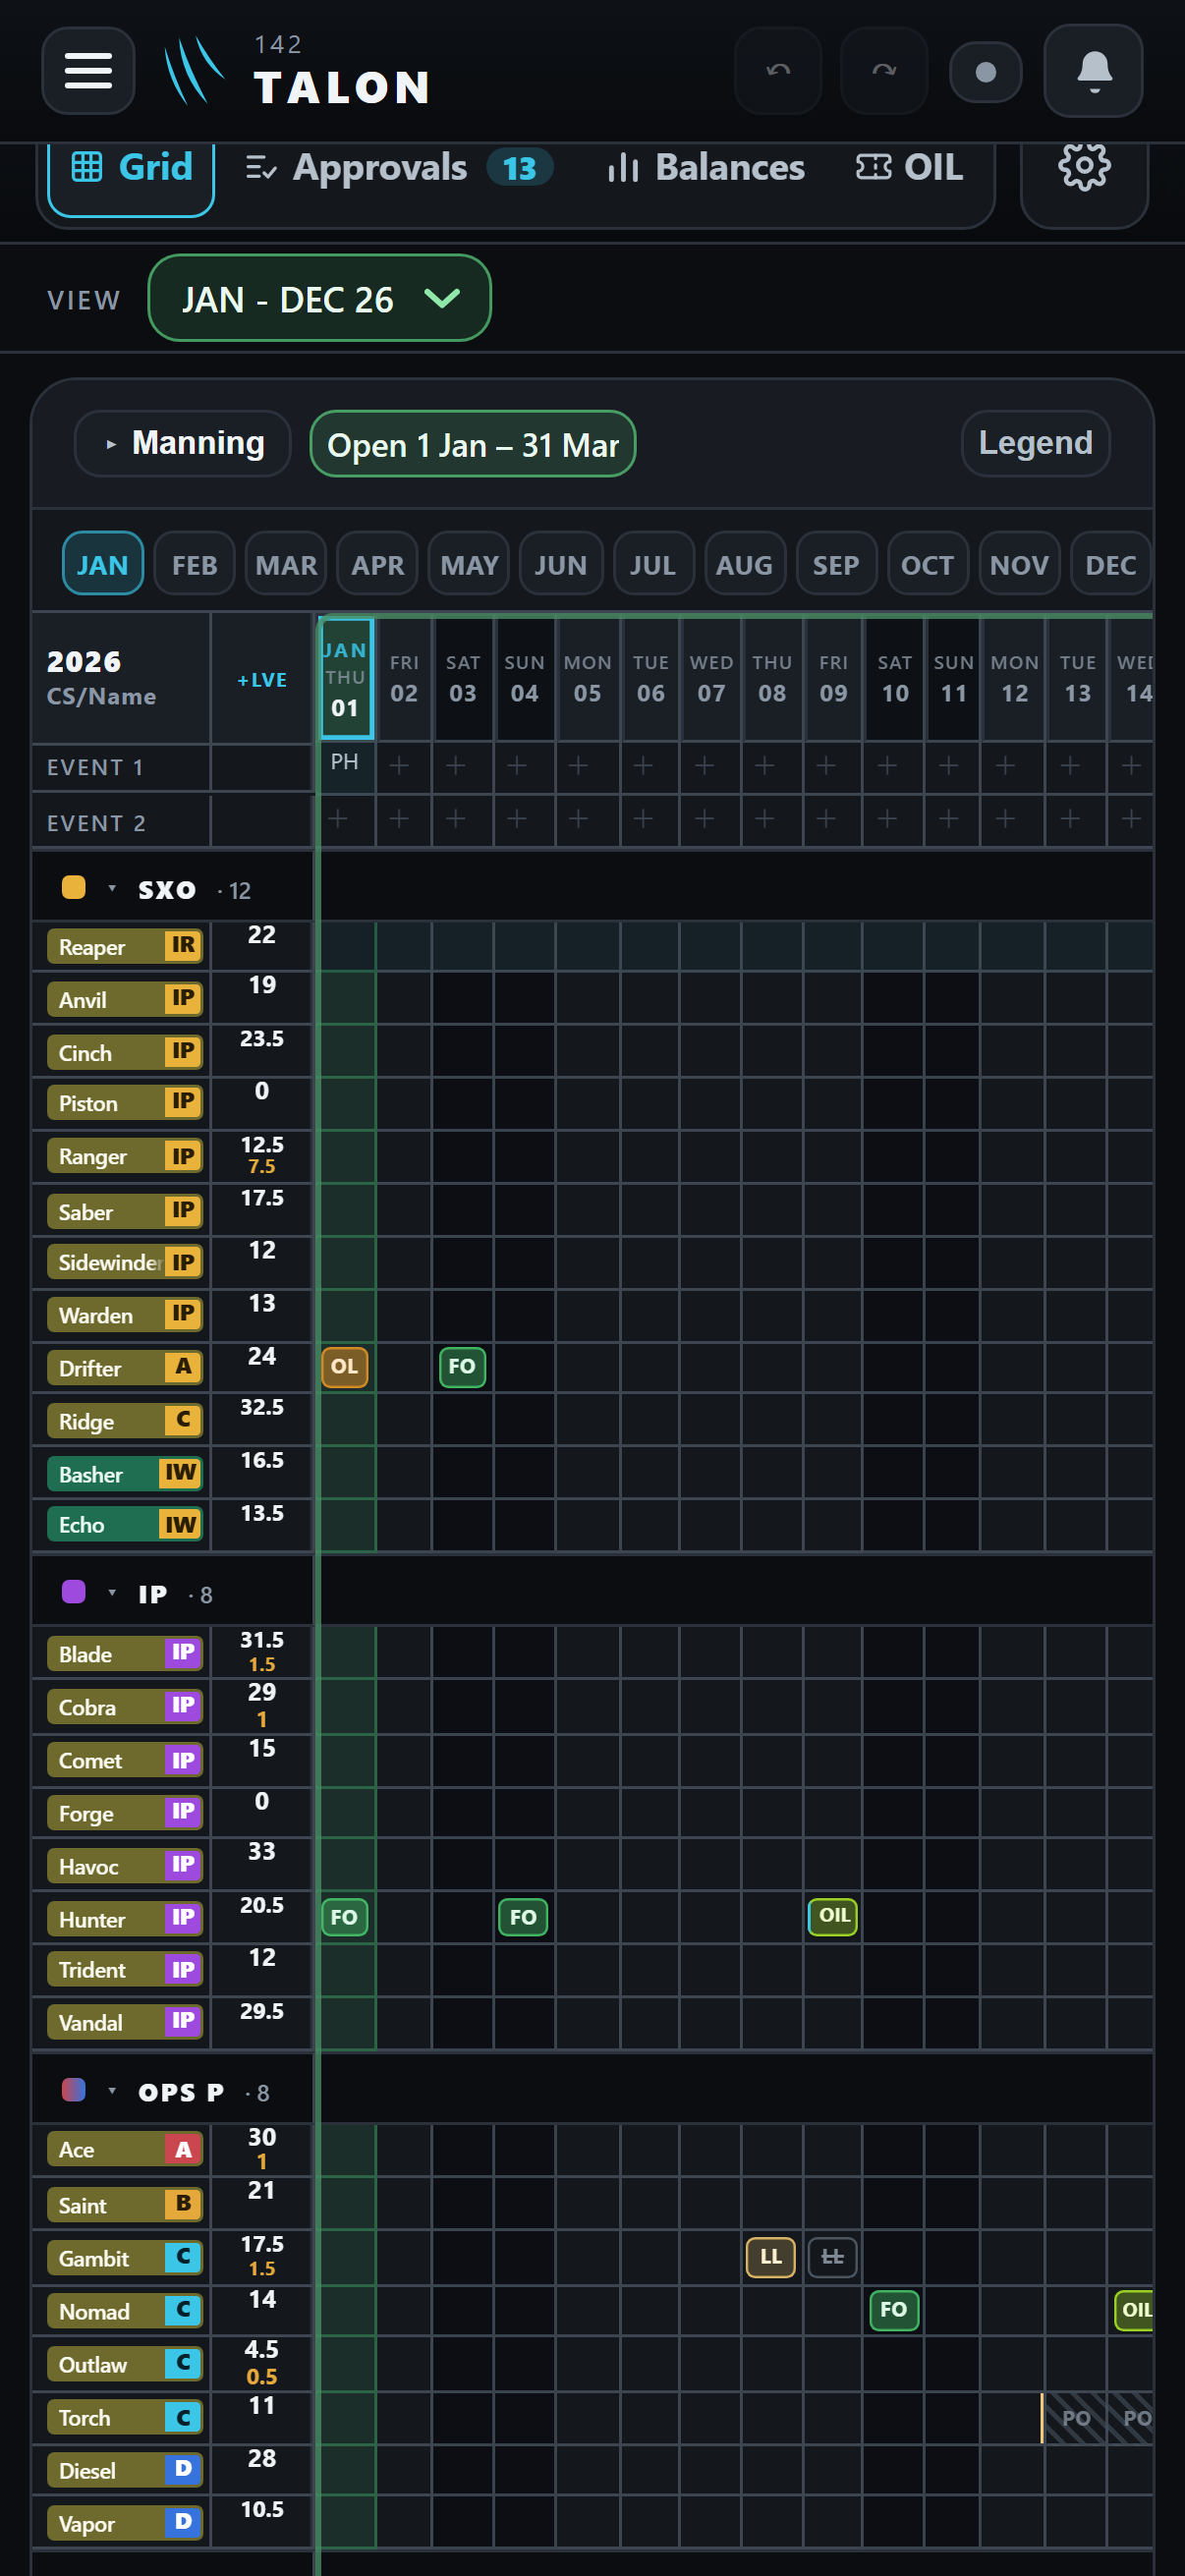 142
TALON
Grid Approvals 13 Balances OIL
VIEW JAN - DEC 26
▸ Manning Open 1 Jan – 31 Mar Legend
JAN FEB MAR APR MAY JUN JUL AUG SEP OCT NOV DEC
2026
CS/Name
+LVE
JAN THU 01
FRI 02
SAT 03
SUN 04
MON 05
TUE 06
WED 07
THU 08
FRI 09
SAT 10
SUN 11
MON 12
TUE 13
WED 14
EVENT 1 PH + + + + + + + + + + + + +
EVENT 2 + + + + + + + + + + + + + +
▾ SXO · 12
Reaper IR 22
Anvil IP 19
Cinch IP 23.5
Piston IP 0
Ranger IP 12.5
7.5
Saber IP 17.5
Sidewinder IP 12
Warden IP 13
Drifter A 24 OL FO
Ridge C 32.5
Basher IW 16.5
Echo IW 13.5
▾ IP · 8
Blade IP 31.5
1.5
Cobra IP 29
1
Comet IP 15
Forge IP 0
Havoc IP 33
Hunter IP 20.5 FO FO OIL
Trident IP 12
Vandal IP 29.5
▾ OPS P · 8
Ace A 30
1
Saint B 21
Gambit C 17.5 LL LL
1.5
Nomad C 14 FO OIL
Outlaw C 4.5
0.5
Torch C 11 PO PO
Diesel D 28
Vapor D 10.5